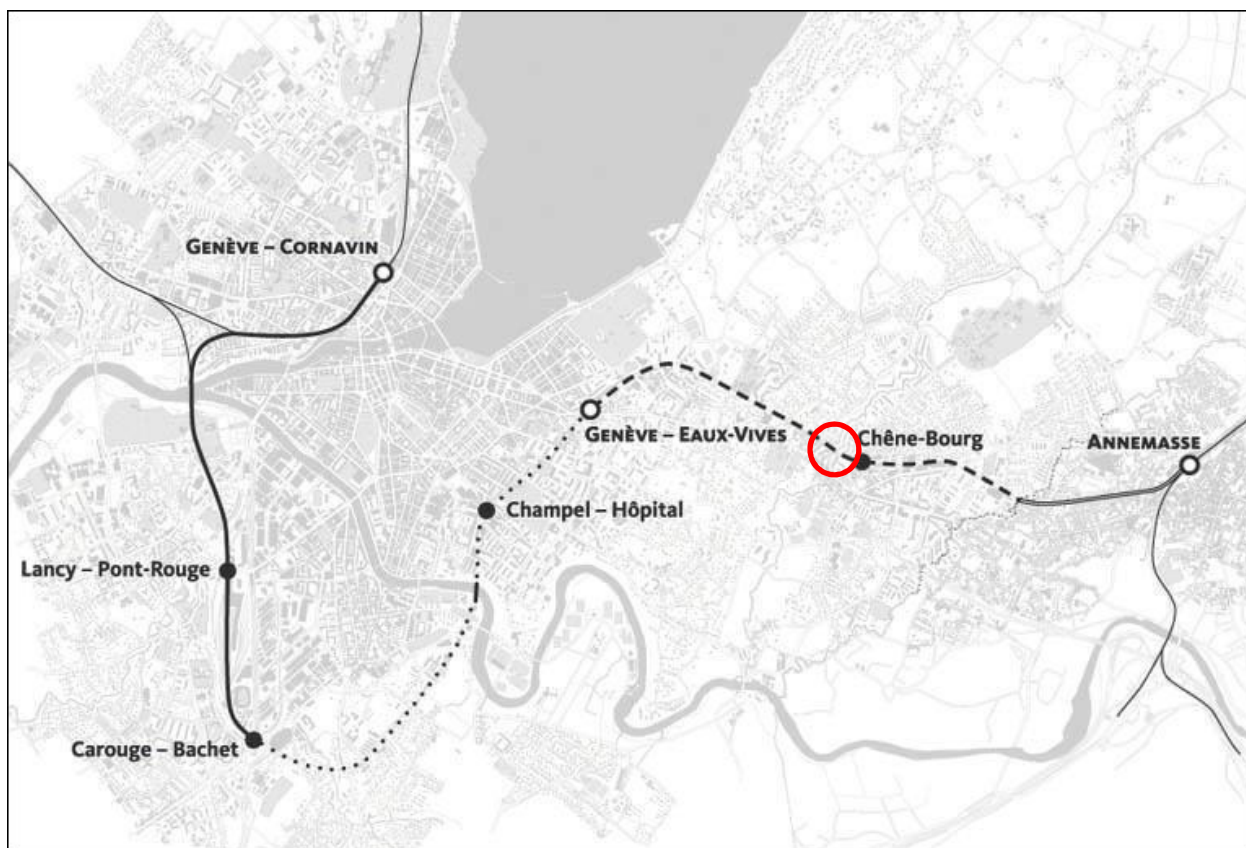 GENÈVE – CORNAVIN
GENÈVE – EAUX-VIVES
Chêne-Bourg
ANNEMASSE
Champel – Hôpital
Lancy – Pont-Rouge
Carouge – Bachet